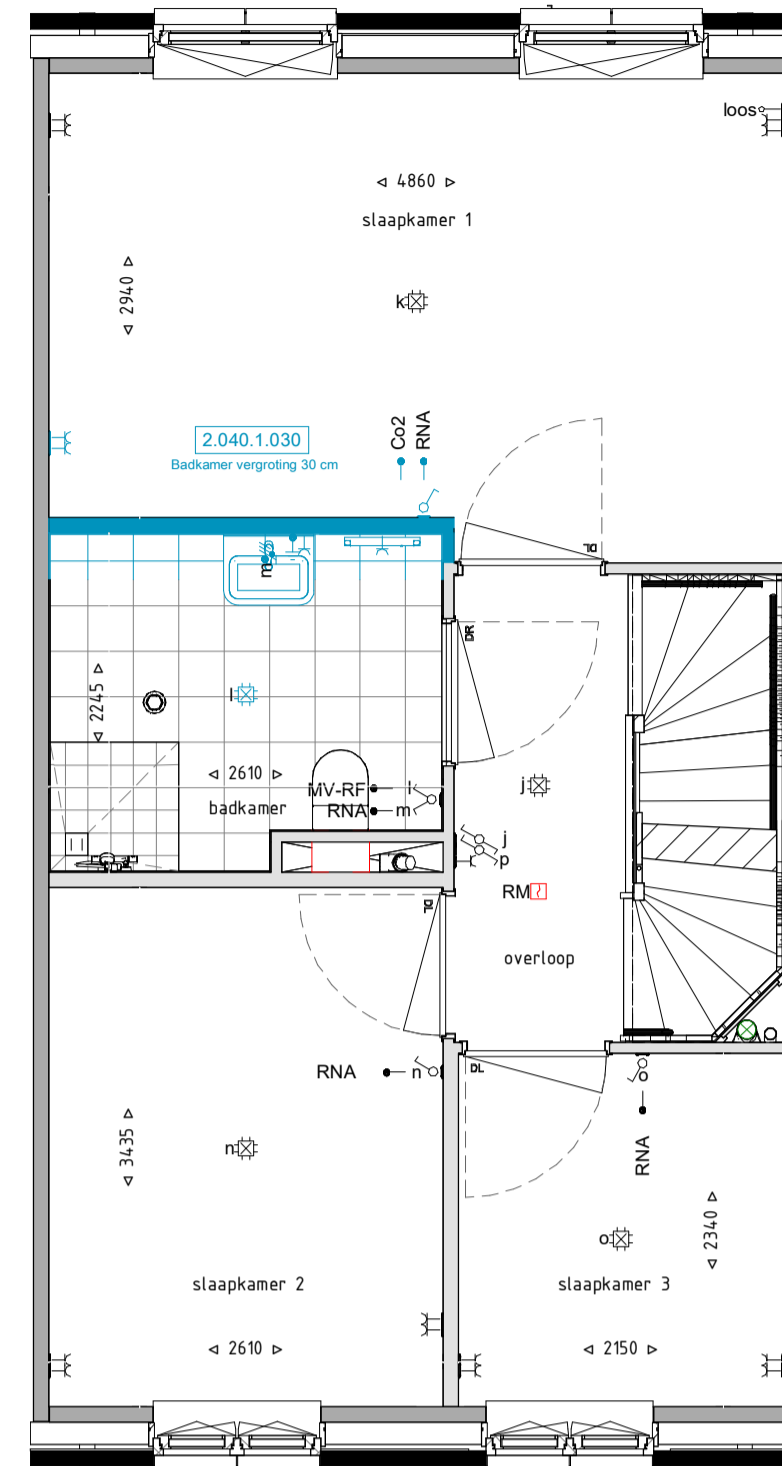 loos
4860
slaapkamer 1
2940
k
Co2
RNA
2.040.1.030
Badkamer vergroting 30 cm
DL
m
DR
2245
l
2610
badkamer
MV-RF l
RNA m
j
j
p
RM
overloop
DL
DL
RNA n
o
RNA
3435
n
2340
o
slaapkamer 2
slaapkamer 3
2610
2150